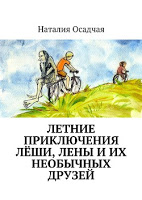 Наталия Осадчая
ЛЕТНИЕ
ПРИКЛЮЧЕНИЯ
ЛЁШИ, ЛЕНЫ И ИХ
НЕОБЫЧНЫХ
ДРУЗЕЙ